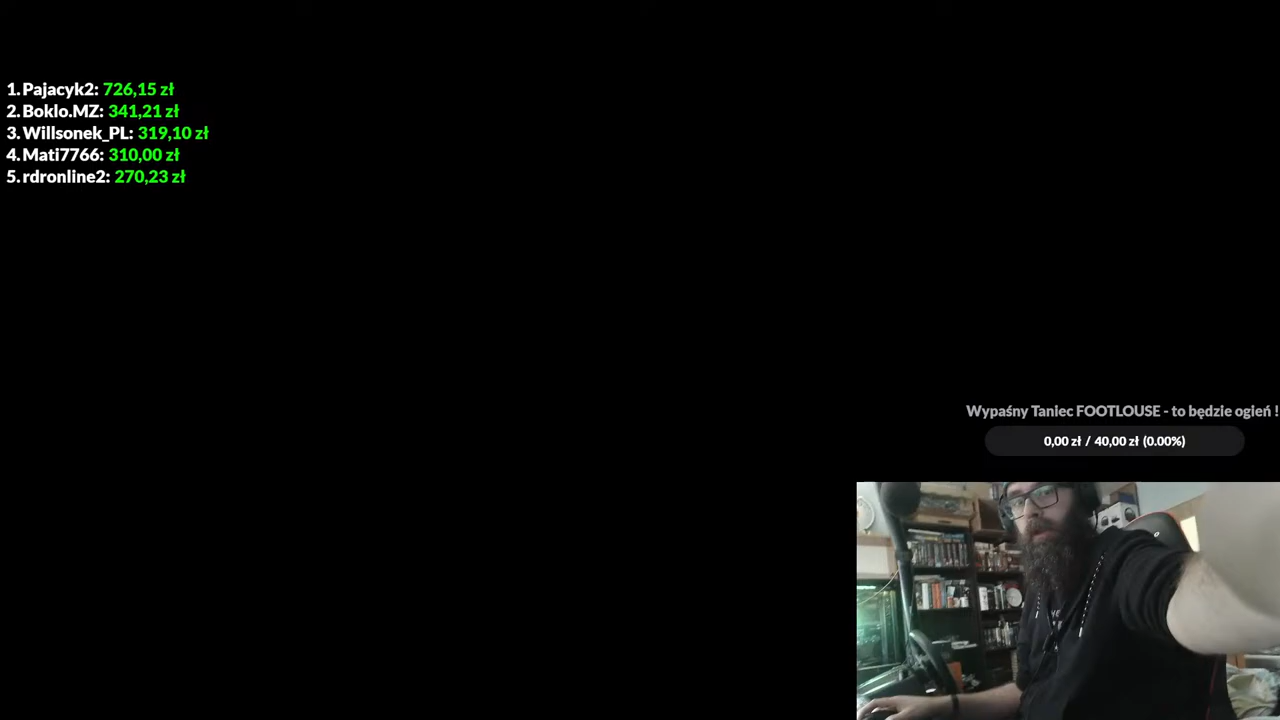 1. Pajacyk2: 726,15 zł
2. Boklo.MZ: 341,21 zł
3. Willsonek_PL: 319,10 zł
4. Mati7766: 310,00 zł
5. rdronline2: 270,23 zł
Wypaśny Taniec FOOTLOUSE - to będzie ogień !
0,00 zł / 40,00 zł (0.00%)